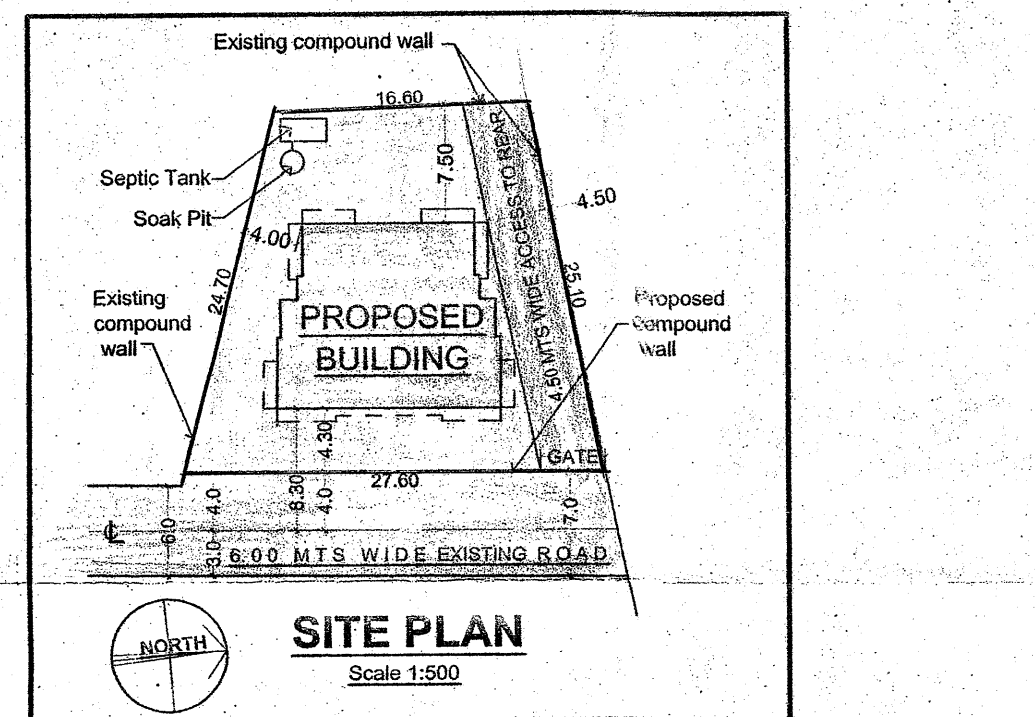 Existing compound wall
16.60
Septic Tank
Soak Pit
7.50
4.50 MTS WIDE ACCESS TO REAR
4.50
4.00
24.70
25.10
Existing
compound
wall
PROPOSED
BUILDING
Proposed
Compound
Wall
4.30
GATE
27.60
6.0
4.0
8.30
4.0
7.0
℄
3.0
6.00 MTS WIDE EXISTING ROAD
NORTH
SITE PLAN
Scale 1:500